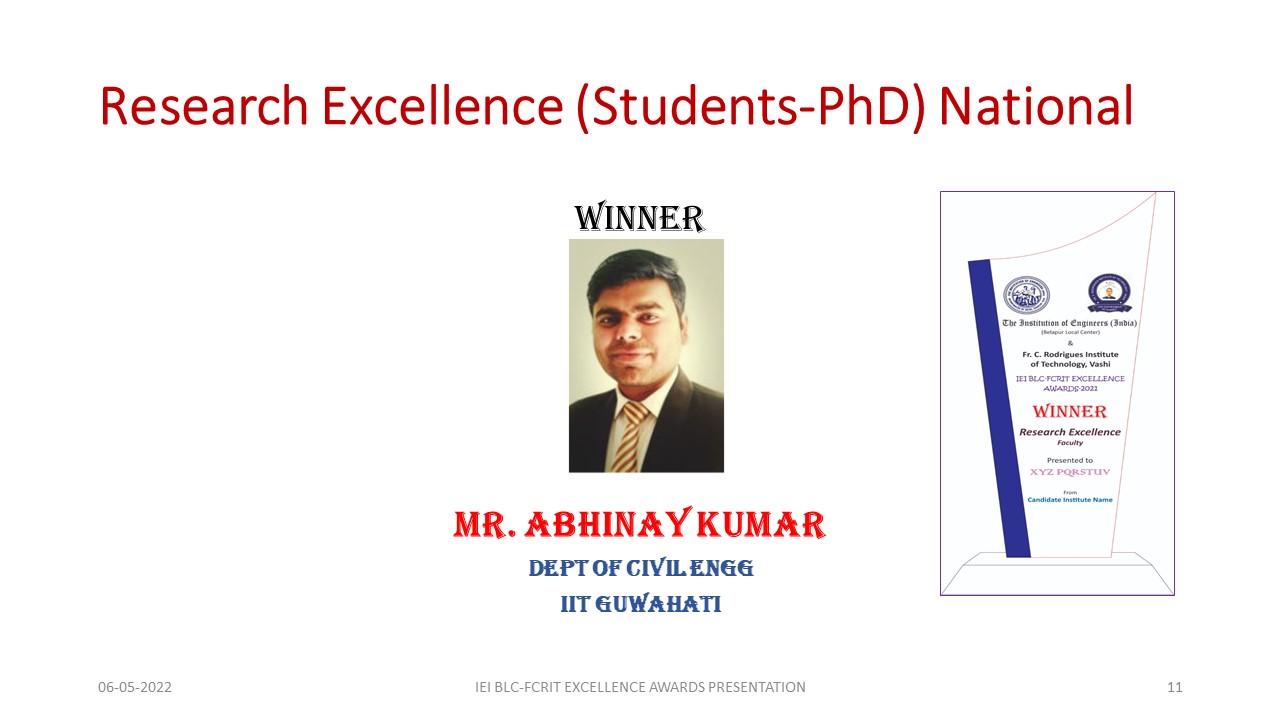 Research Excellence (Students-PhD) National
WINNER
MR. ABHINAY KUMAR
DEPT OF CIVIL ENGG
IIT GUWAHATI
The Institution of Engineers (India)
(Belapur Local Center)
&
Fr. C. Rodrigues Institute
of Technology, Vashi
IEI BLC-FCRIT EXCELLENCE
AWARDS-2021
WINNER
Research Excellence
Faculty
Presented to
XYZ PQRSTUV
From
Candidate Institute Name
06-05-2022
IEI BLC-FCRIT EXCELLENCE AWARDS PRESENTATION
11